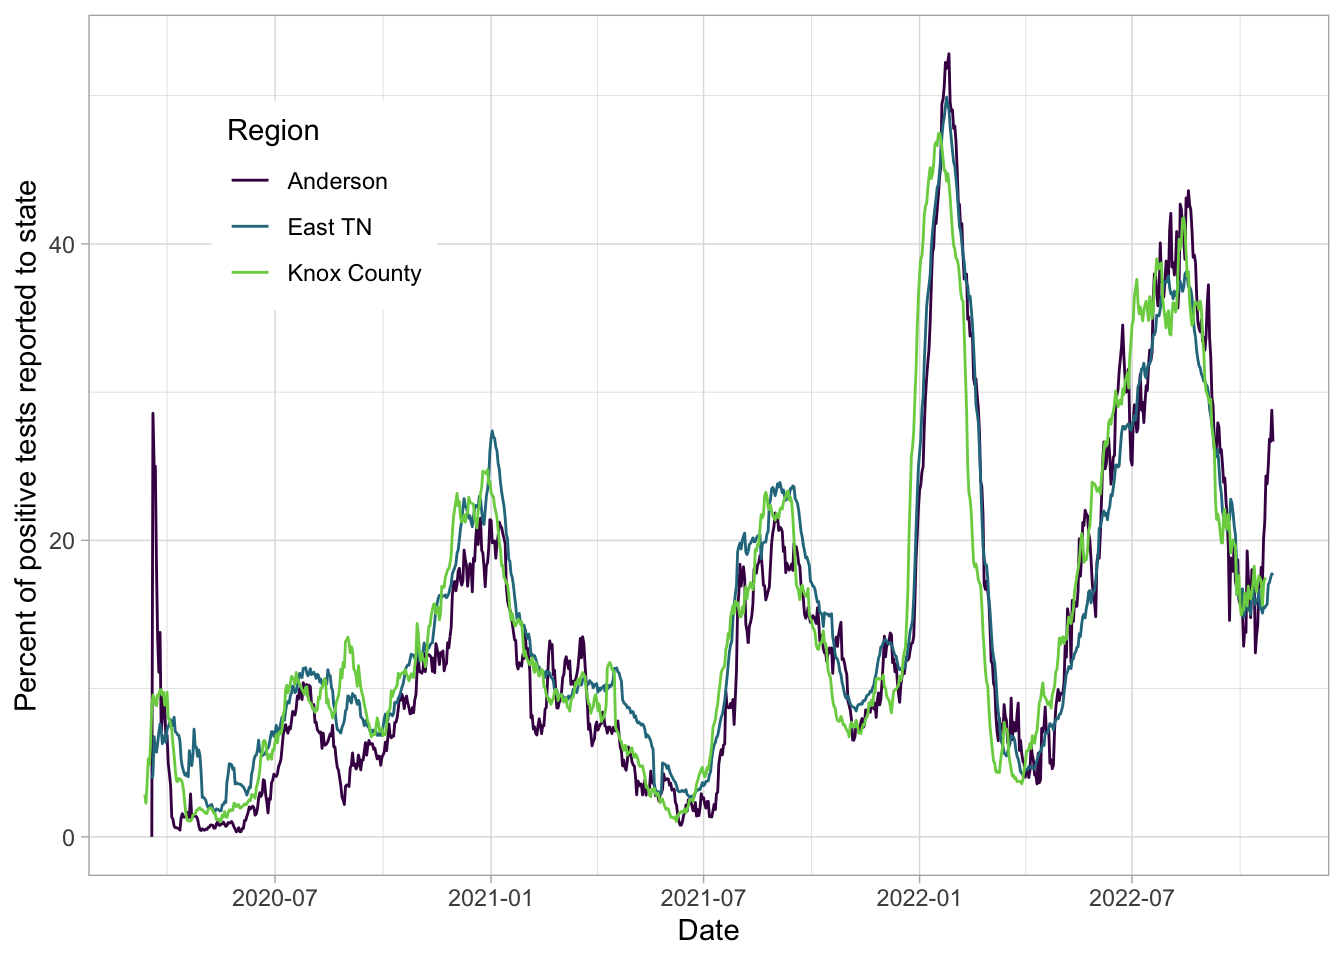 Percent of positive tests reported to state
Region
Anderson
East TN
Knox County
40
20
0
2020-07
2021-01
2021-07
2022-01
2022-07
Date